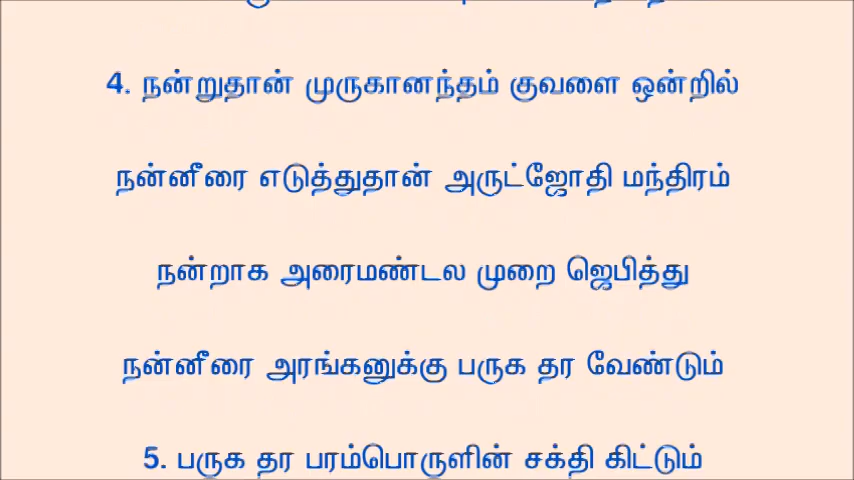 4. நன்றுதான் முருகானந்தம் குவளை ஒன்றில்
நன்னீரை எடுத்துதான் அருட்ஜோதி மந்திரம்
நன்றாக அரைமண்டல முறை ஜெபித்து
நன்னீரை அரங்கனுக்கு பருக தர வேண்டும்
5. பருக தர பரம்பொருளின் சக்தி கிட்டும்